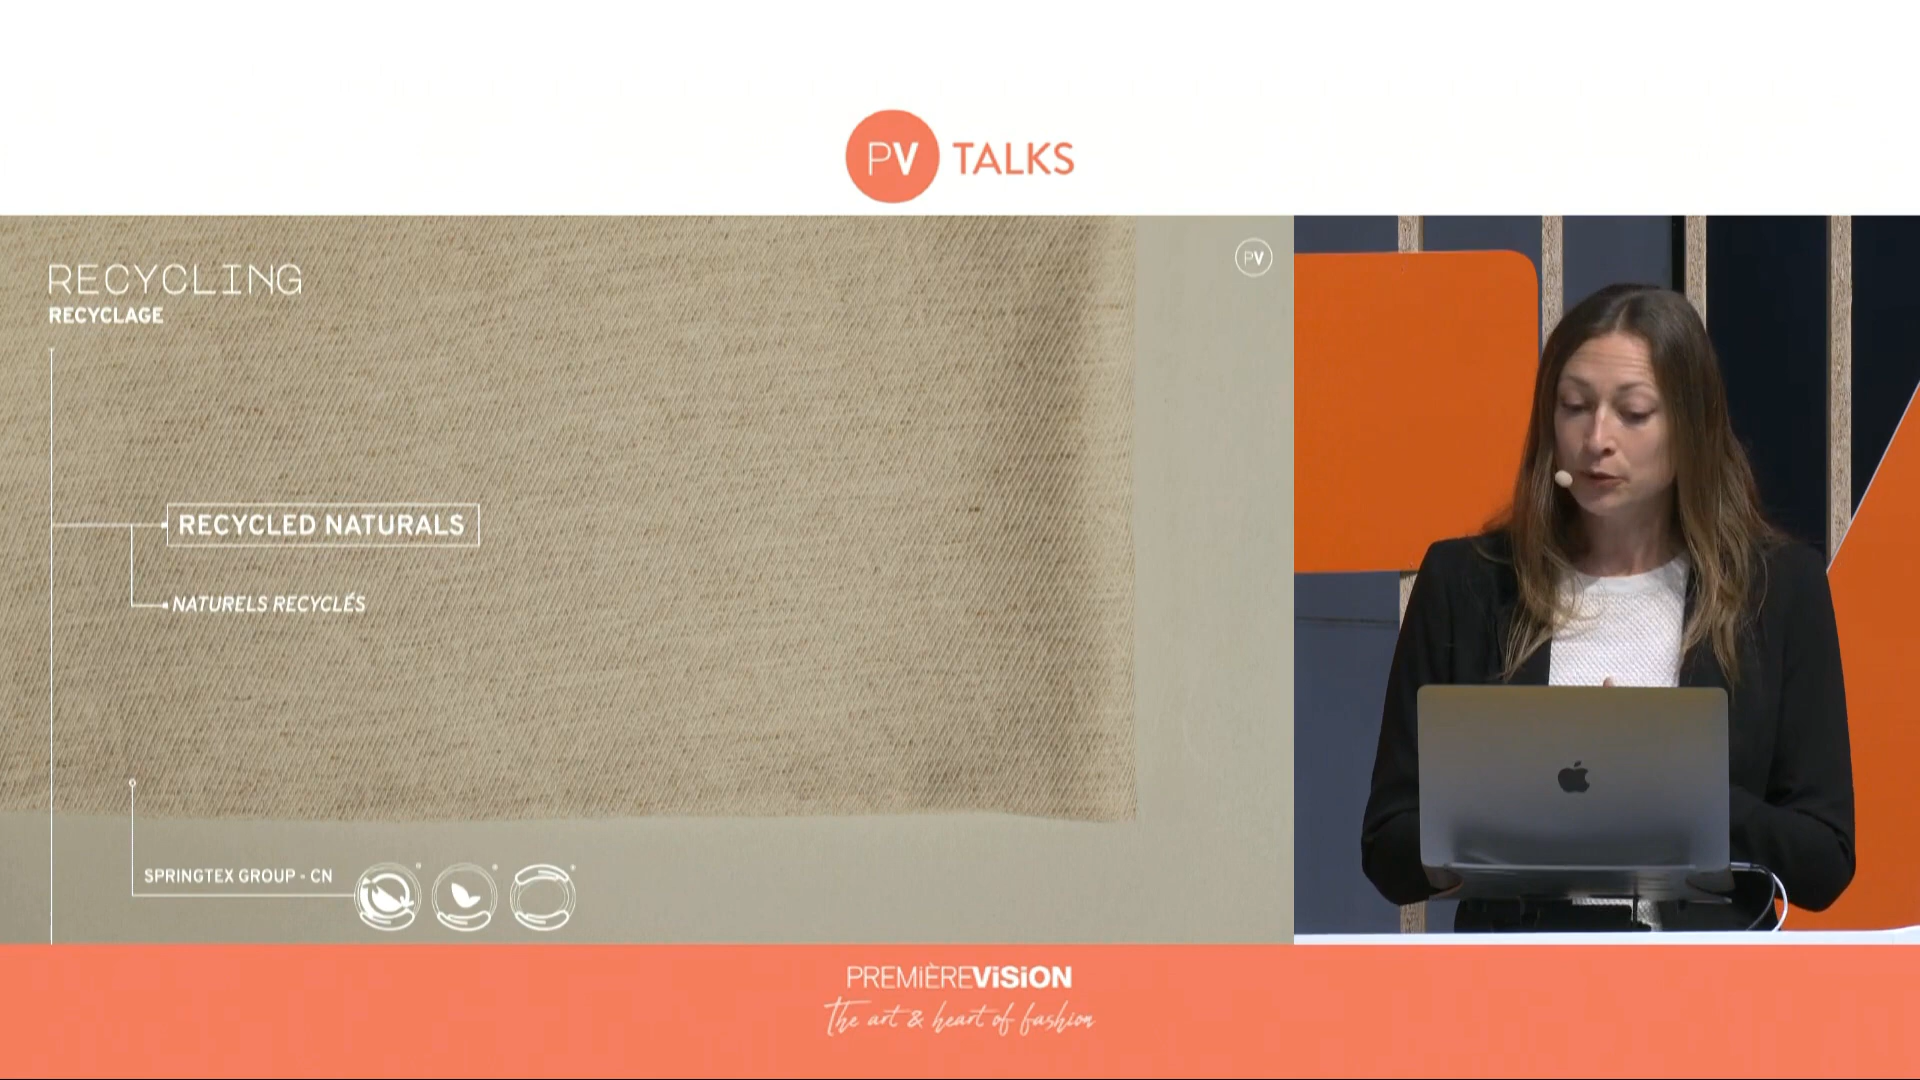 PV TALKS
RECYCLING
RECYCLAGE
PV
RECYCLED NATURALS
NATURELS RECYCLÉS
SPRINGTEX GROUP - CN
PREMIÈREViSiON
The art & heart of fashion